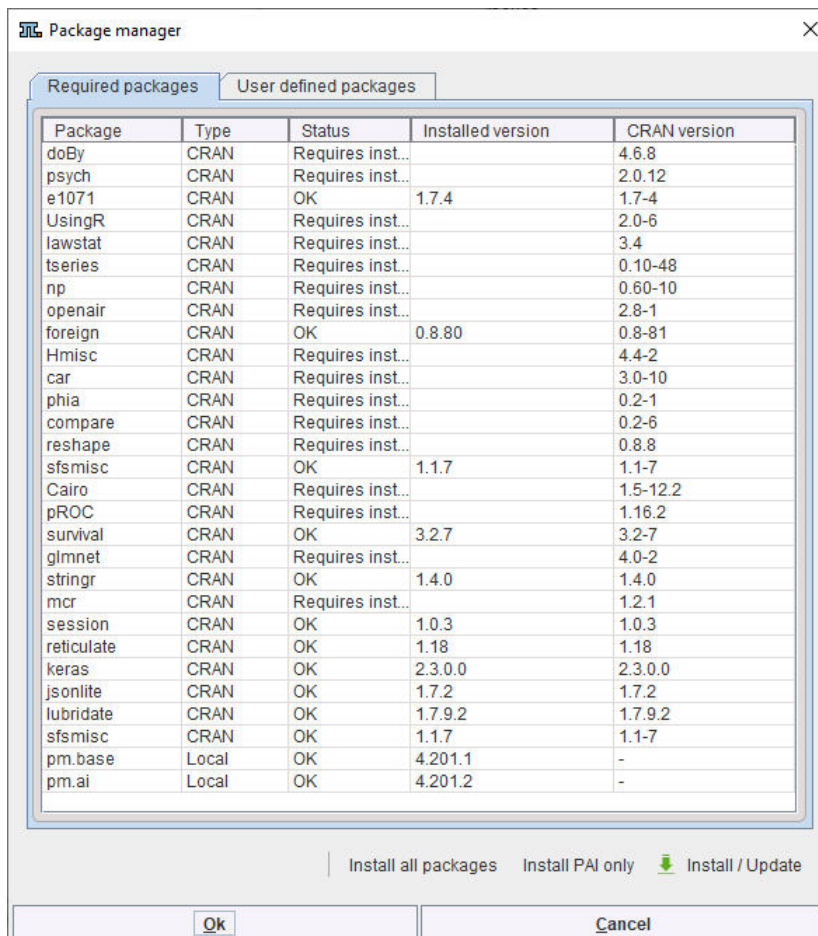 Package manager
Required packages User defined packages
Package Type Status Installed version CRAN version
doBy CRAN Requires inst... 4.6.8
psych CRAN Requires inst... 2.0.12
e1071 CRAN OK 1.7.4 1.7-4
UsingR CRAN Requires inst... 2.0-6
lawstat CRAN Requires inst... 3.4
tseries CRAN Requires inst... 0.10-48
np CRAN Requires inst... 0.60-10
openair CRAN Requires inst... 2.8-1
foreign CRAN OK 0.8.80 0.8-81
Hmisc CRAN Requires inst... 4.4-2
car CRAN Requires inst... 3.0-10
phia CRAN Requires inst... 0.2-1
compare CRAN Requires inst... 0.2-6
reshape CRAN Requires inst... 0.8.8
sfsmisc CRAN OK 1.1.7 1.1-7
Cairo CRAN Requires inst... 1.5-12.2
pROC CRAN Requires inst... 1.16.2
survival CRAN OK 3.2.7 3.2-7
glmnet CRAN Requires inst... 4.0-2
stringr CRAN OK 1.4.0 1.4.0
mcr CRAN Requires inst... 1.2.1
session CRAN OK 1.0.3 1.0.3
reticulate CRAN OK 1.18 1.18
keras CRAN OK 2.3.0.0 2.3.0.0
jsonlite CRAN OK 1.7.2 1.7.2
lubridate CRAN OK 1.7.9.2 1.7.9.2
sfsmisc CRAN OK 1.1.7 1.1-7
pm.base Local OK 4.201.1 -
pm.ai Local OK 4.201.2 -
Install all packages Install PAI only Install / Update
Ok Cancel